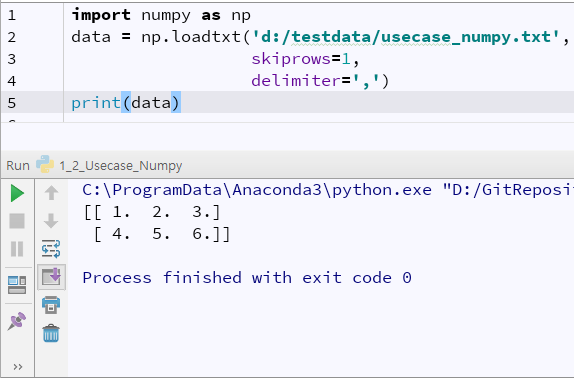 1 import numpy as np
2 data = np.loadtxt('d:/testdata/usecase_numpy.txt',
3 skiprows=1,
4 delimiter=',')
5 print(data)
Run 1_2_Usecase_Numpy
C:\ProgramData\Anaconda3\python.exe "D:/GitReposi
[[ 1. 2. 3.]
[ 4. 5. 6.]]
Process finished with exit code 0